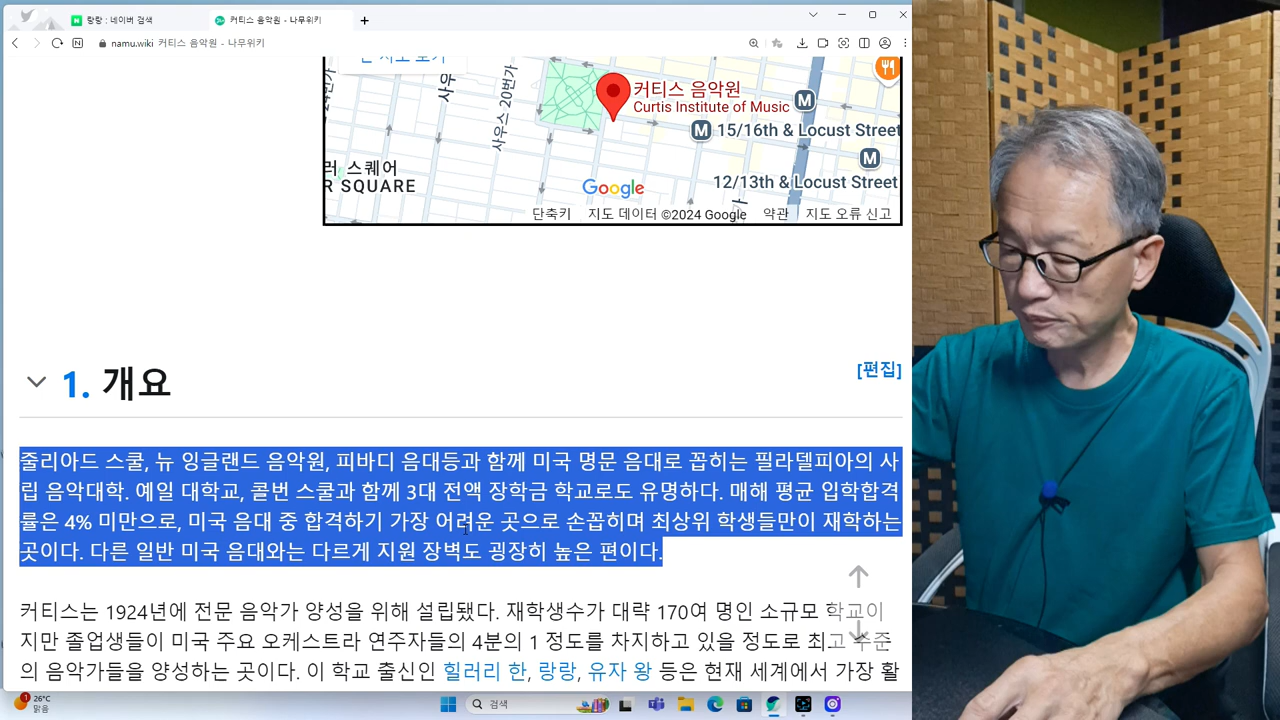 랑랑 : 네이버 검색
커티스 음악원 - 나무위키
namu.wiki 커티스 음악원 - 나무위키
사우스 20번가
커티스 음악원
Curtis Institute of Music
M
15/16th & Locust Street
M
러 스퀘어
R SQUARE
M
12/13th & Locust Street
Google
단축키 지도 데이터 ©2024 Google 약관 지도 오류 신고
1. 개요
[편집]
줄리아드 스쿨, 뉴 잉글랜드 음악원, 피바디 음대등과 함께 미국 명문 음대로 꼽히는 필라델피아의 사
립 음악대학. 예일 대학교, 콜번 스쿨과 함께 3대 전액 장학금 학교로도 유명하다. 매해 평균 입학합격
률은 4% 미만으로, 미국 음대 중 합격하기 가장 어려운 곳으로 손꼽히며 최상위 학생들만이 재학하는
곳이다. 다른 일반 미국 음대와는 다르게 지원 장벽도 굉장히 높은 편이다.
커티스는 1924년에 전문 음악가 양성을 위해 설립됐다. 재학생수가 대략 170여 명인 소규모 학교이
지만 졸업생들이 미국 주요 오케스트라 연주자들의 4분의 1 정도를 차지하고 있을 정도로 최고 수준
의 음악가들을 양성하는 곳이다. 이 학교 출신인 힐러리 한, 랑랑, 유자 왕 등은 현재 세계에서 가장 활
1
26°C
맑음
검색